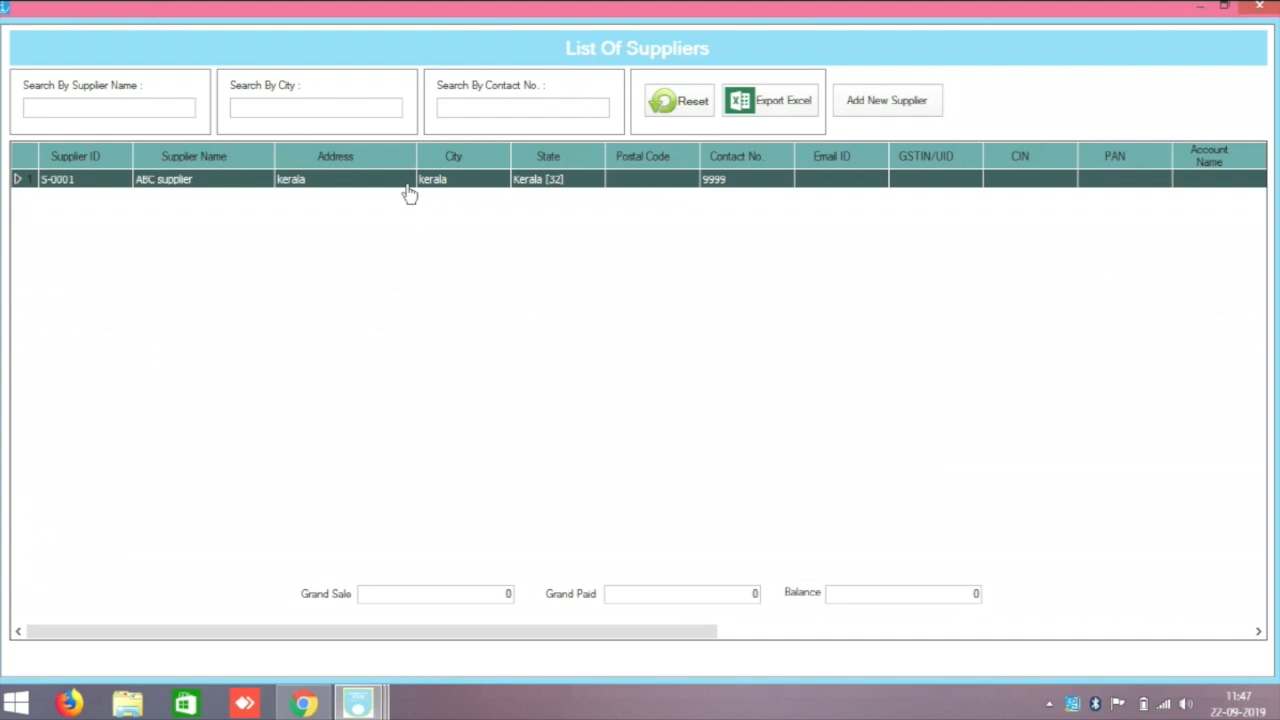 List Of Suppliers
Search By Supplier Name :
Search By City :
Search By Contact No. :
Reset
Export Excel
Add New Supplier
Supplier ID Supplier Name Address City State Postal Code Contact No. Email ID GSTIN/UID CIN PAN Account Name
1 S-0001 ABC supplier kerala kerala Kerala [32] 9999
Grand Sale 0 Grand Paid 0 Balance 0
11:47
22-09-2019